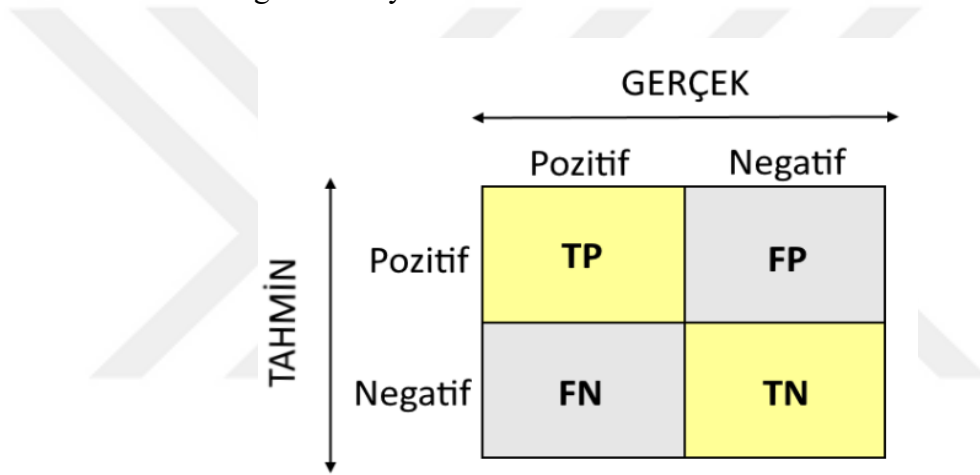 GERÇEK
Pozitif Negatif
TAHMİN
Pozitif TP FP
Negatif FN TN